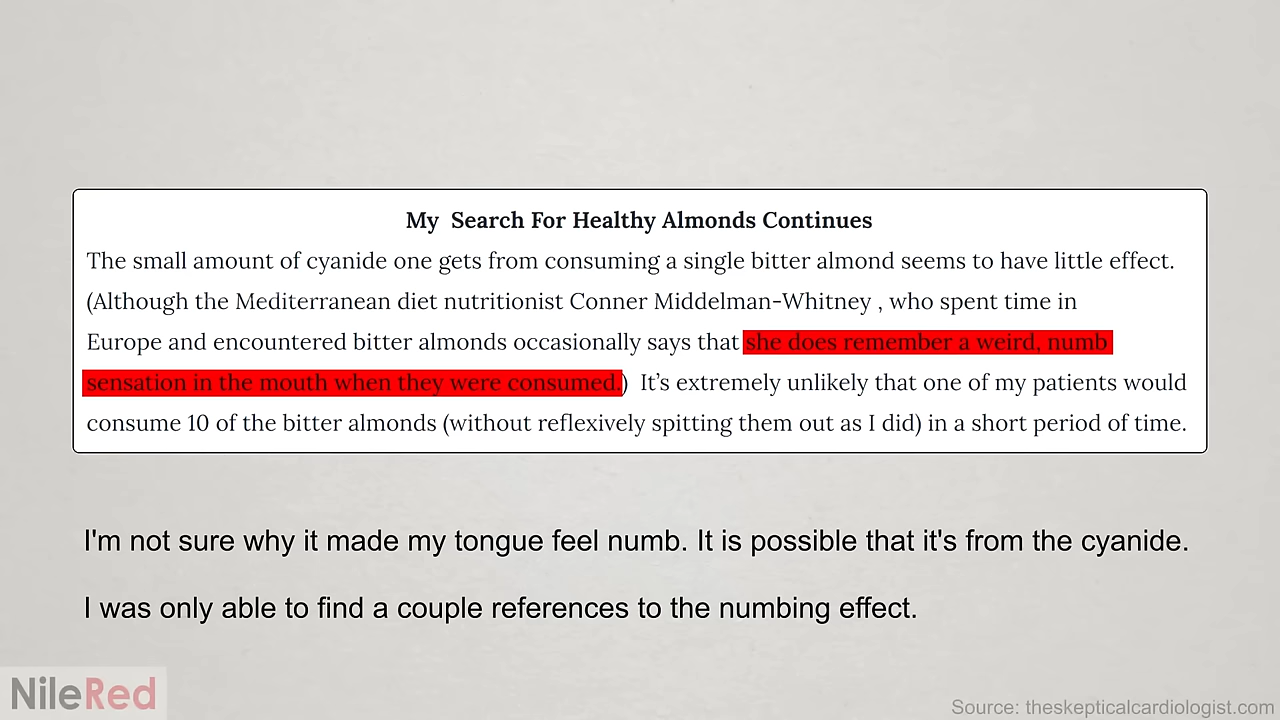 My  Search For Healthy Almonds Continues
The small amount of cyanide one gets from consuming a single bitter almond seems to have little effect.
(Although the Mediterranean diet nutritionist Conner Middelman-Whitney , who spent time in
Europe and encountered bitter almonds occasionally says that she does remember a weird, numb
sensation in the mouth when they were consumed.)  It’s extremely unlikely that one of my patients would
consume 10 of the bitter almonds (without reflexively spitting them out as I did) in a short period of time.
I'm not sure why it made my tongue feel numb. It is possible that it's from the cyanide.
I was only able to find a couple references to the numbing effect.
NileRed
Source: theskepticalcardiologist.com